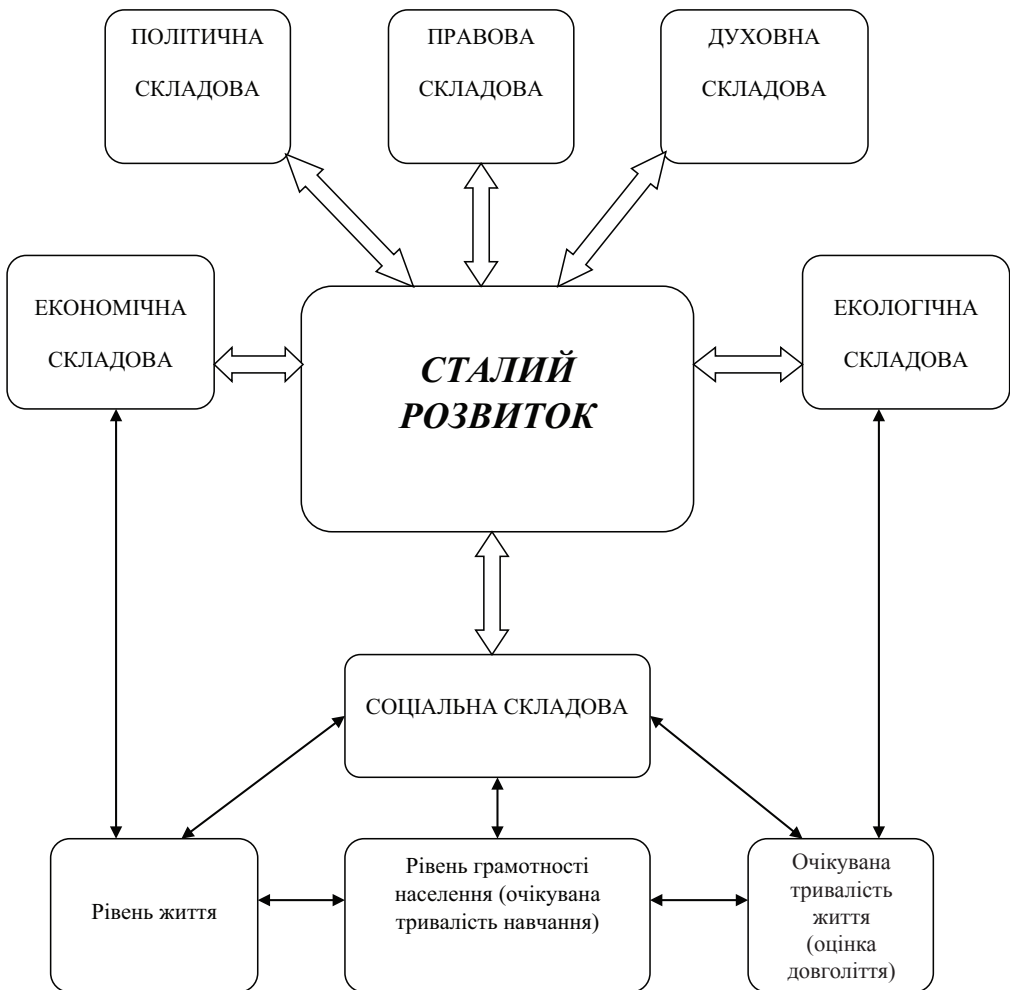 ПОЛІТИЧНА
СКЛАДОВА
ПРАВОВА
СКЛАДОВА
ДУХОВНА
СКЛАДОВА
ЕКОНОМІЧНА
СКЛАДОВА
СТАЛИЙ
РОЗВИТОК
ЕКОЛОГІЧНА
СКЛАДОВА
СОЦІАЛЬНА СКЛАДОВА
Рівень життя
Рівень грамотності
населення (очікувана
тривалість навчання)
Очікувана
тривалість
життя
(оцінка
довголіття)